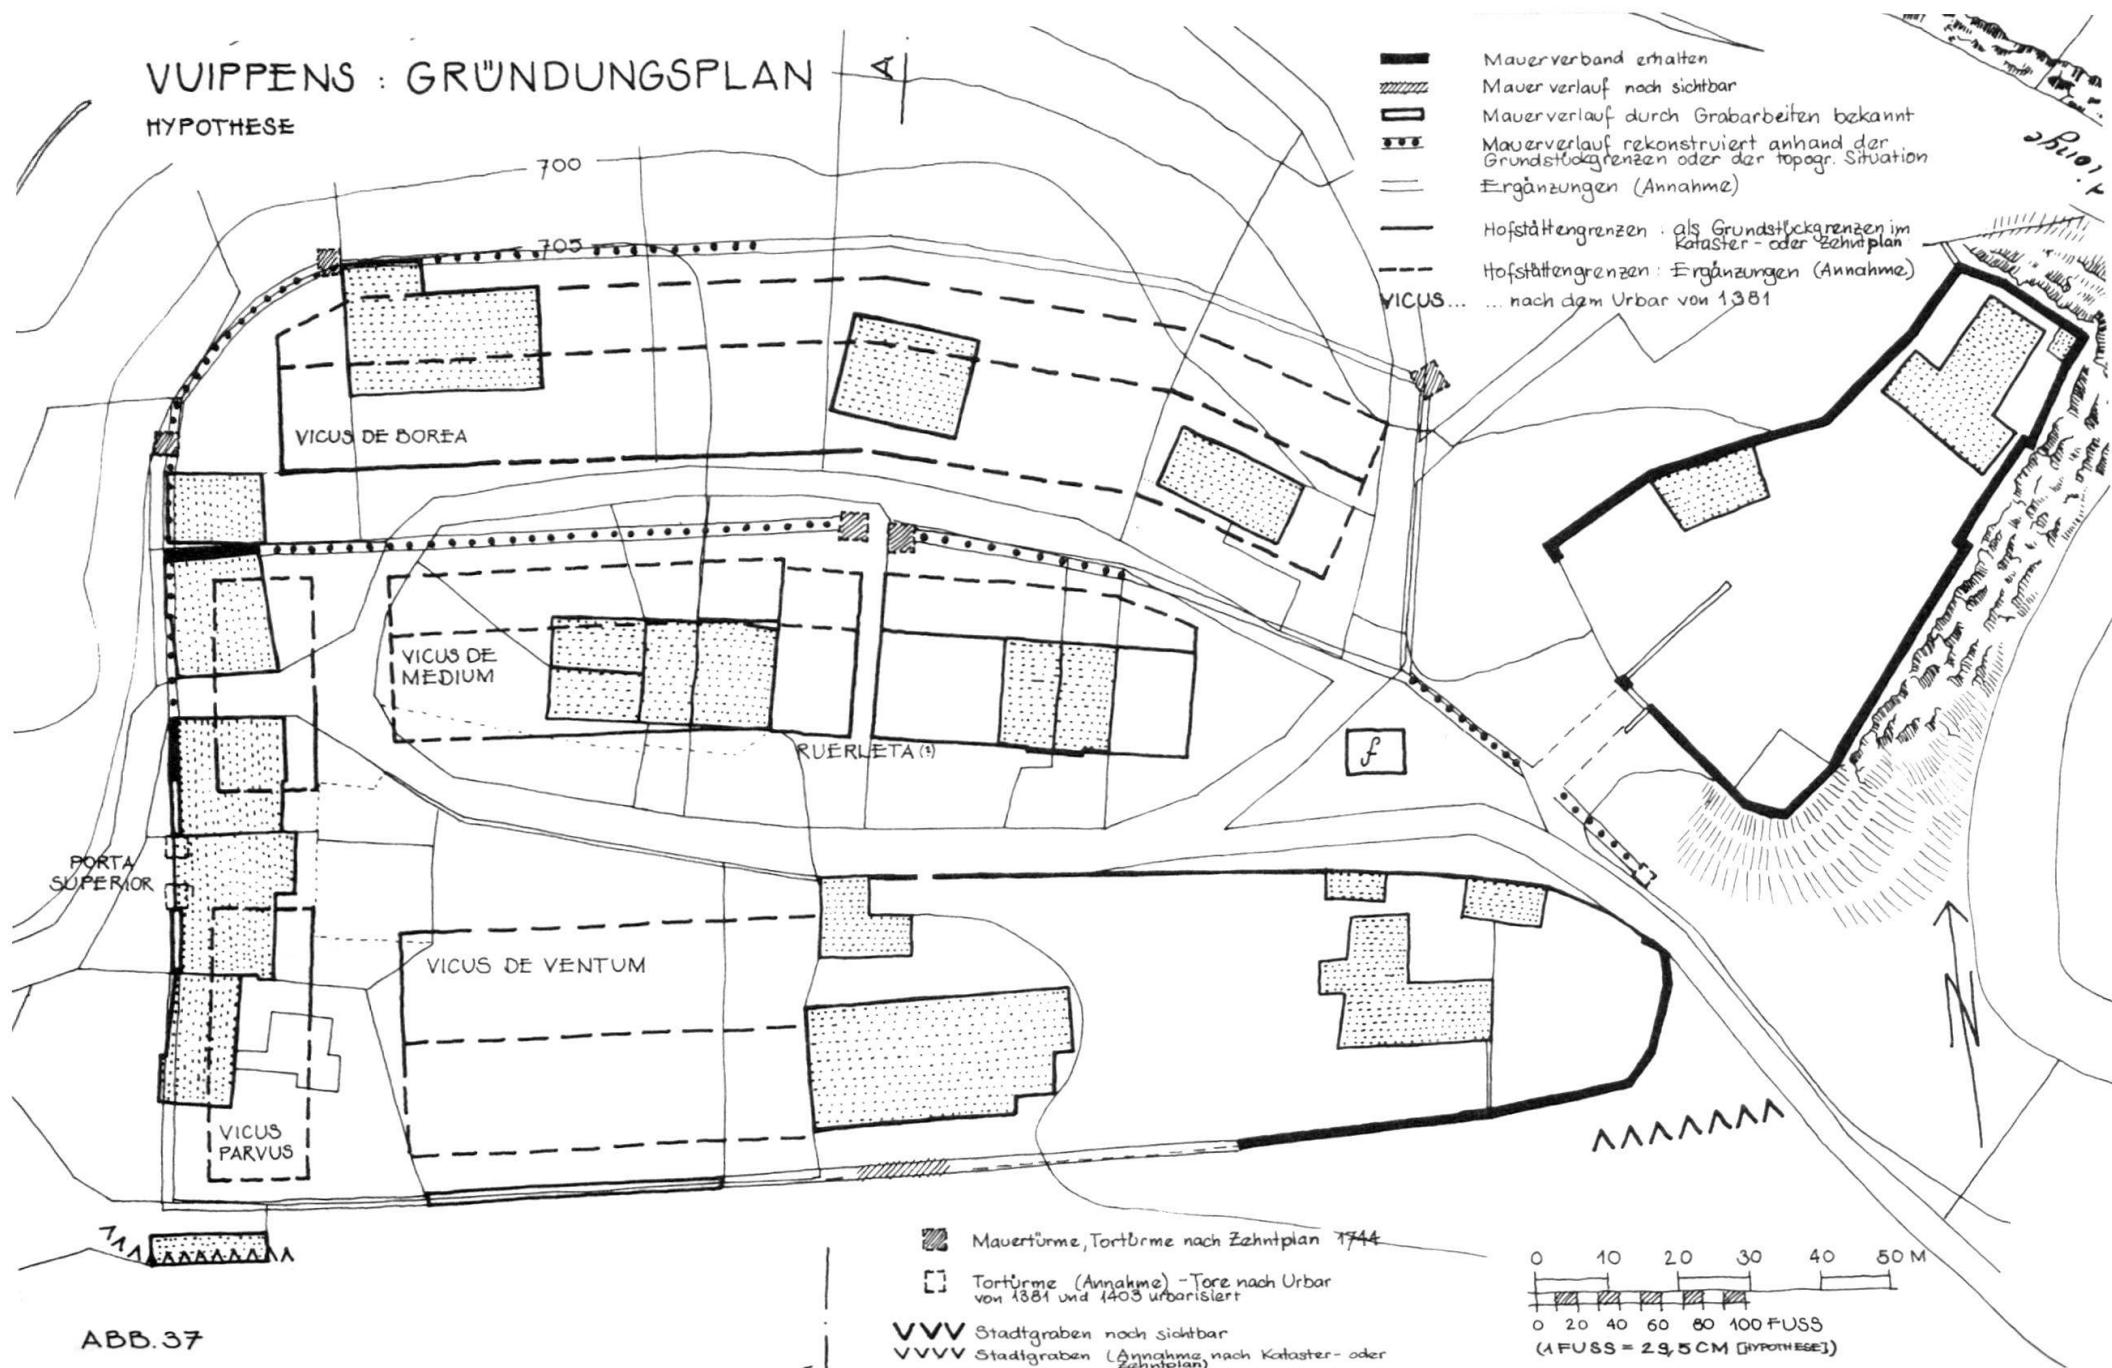 VUIPPENS : GRÜNDUNGSPLAN
HYPOTHESE
A
700
705
Mauerverband erhalten
Mauerverlauf noch sichtbar
Mauerverlauf durch Grabarbeiten bekannt
Mauerverlauf rekonstruiert anhand der
Grundstückgrenzen oder der topogr. Situation
Ergänzungen (Annahme)
Hofstättengrenzen : als Grundstückgrenzen im
Kataster- oder Zehntplan
Hofstättengrenzen : Ergänzungen (Annahme)
VICUS... ... nach dem Urbar von 1381
VICUS DE BOREA
VICUS DE
MEDIUM
RUERLETA (?)
f
PORTA
SUPERIOR
VICUS DE VENTUM
VICUS
PARVUS
N
Mauertürme, Tortürme nach Zehntplan 1744
Tortürme (Annahme) - Tore nach Urbar
von 1381 und 1403 urbarisiert
Stadtgraben noch sichtbar
Stadtgraben (Annahme nach Kataster- oder
Zehntplan)
0 10 20 30 40 50 M
0 20 40 60 80 100 FUSS
(1 FUSS = 29,5 CM [HYPOTHESE])
ABB. 37